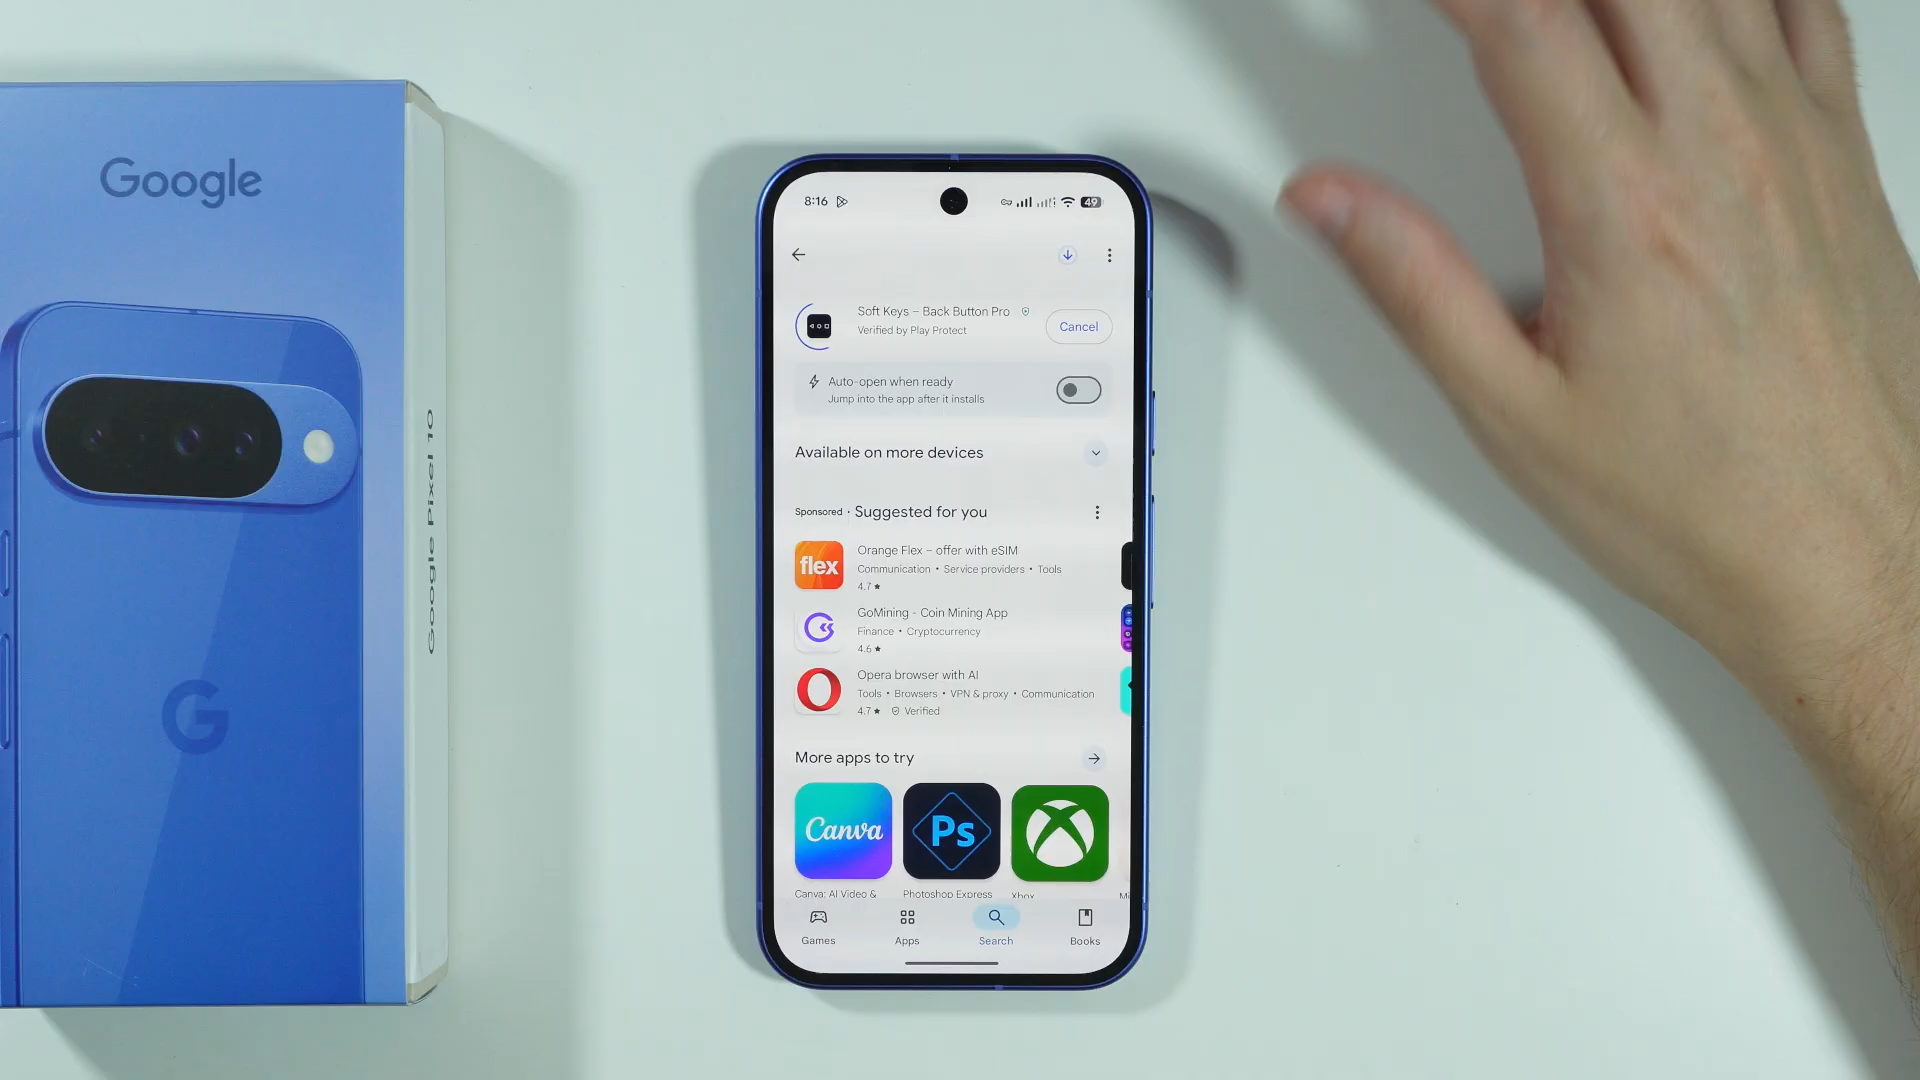 Google
Google Pixel 10
8:16
49
Soft Keys – Back Button Pro
Verified by Play Protect
Cancel
Auto-open when ready
Jump into the app after it installs
Available on more devices
Sponsored • Suggested for you
flex
Orange Flex – offer with eSIM
Communication • Service providers • Tools
4.7 ★
GoMining - Coin Mining App
Finance • Cryptocurrency
4.6 ★
Opera browser with AI
Tools • Browsers • VPN & proxy • Communication
4.7 ★ Verified
More apps to try
Canva
Ps
Canva: AI Video &
Photoshop Express
Xbox
Games
Apps
Search
Books